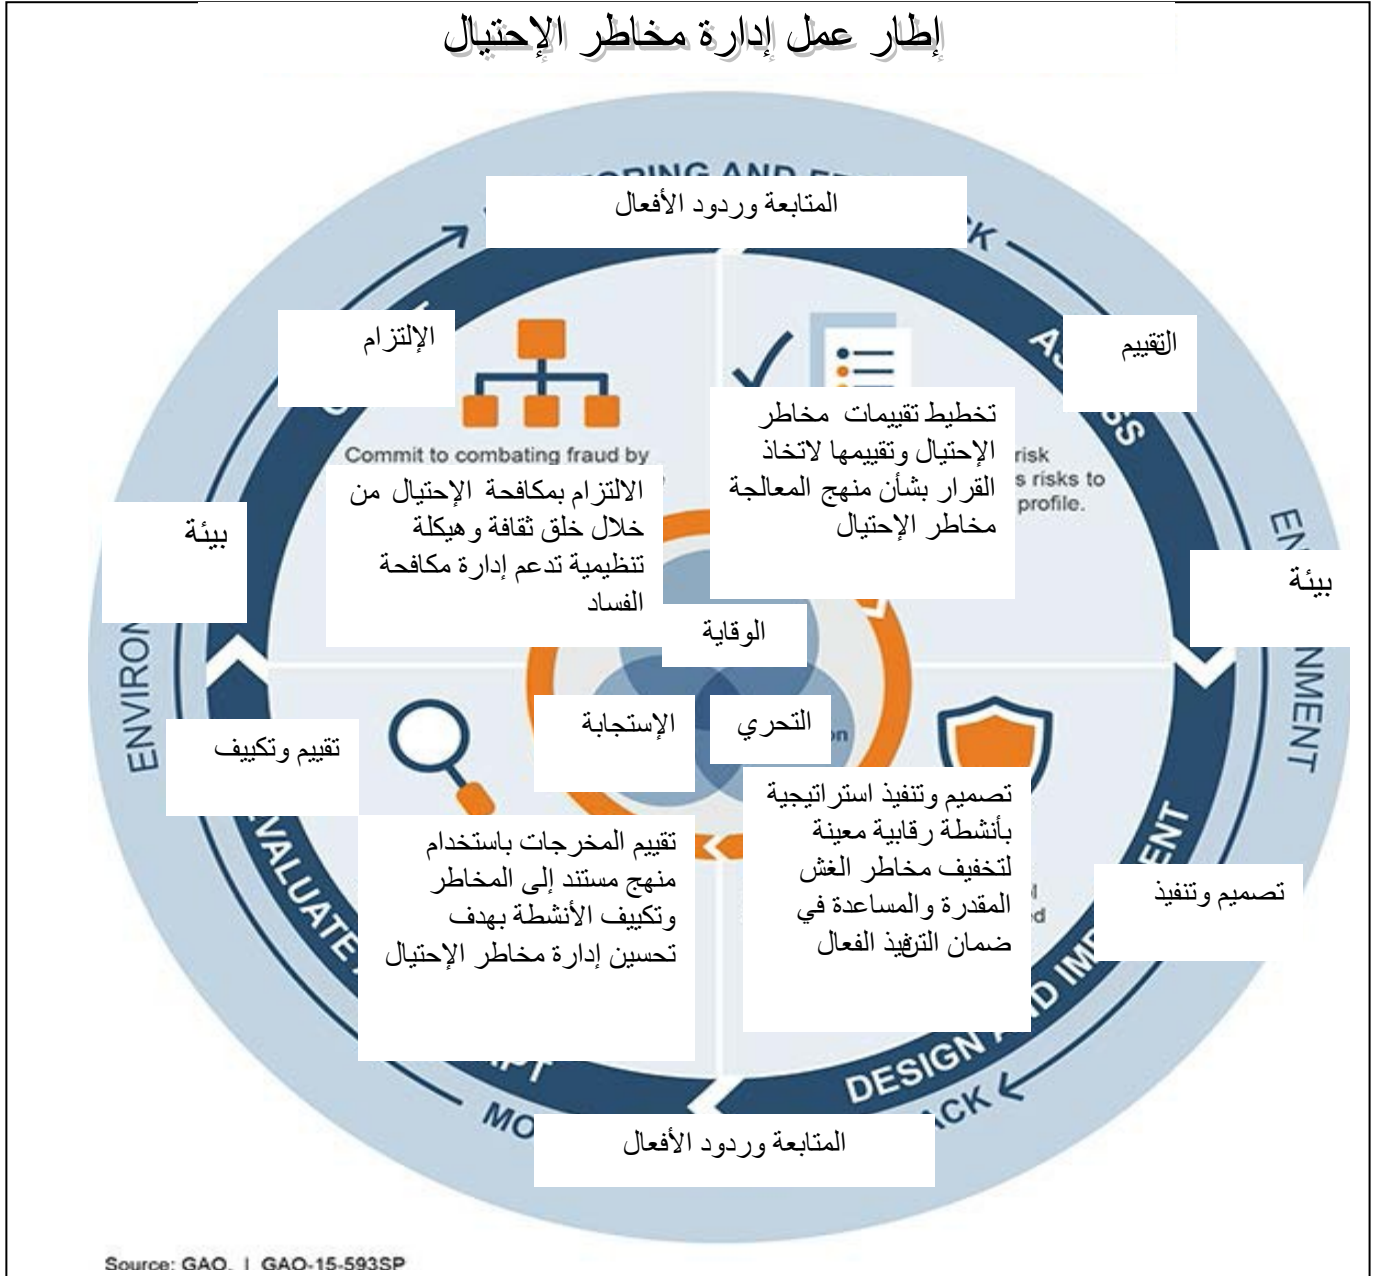 إطار عمل إدارة مخاطر الإحتيال
المتابعة وردود الأفعال
الإلتزام
التقييم
Commit to combating fraud by
risk
s risks to
profile.
تخطيط تقييمات مخاطر
الإحتيال وتقييمها لاتخاذ
القرار بشأن منهج المعالجة
مخاطر الإحتيال
الالتزام بمكافحة الإحتيال من
خلال خلق ثقافة وهيكلة
تنظيمية تدعم إدارة مكافحة
الفساد
بيئة
بيئة
الوقاية
الإستجابة
التحري
تقييم وتكييف
تصميم وتنفيذ استراتيجية
بأنشطة رقابية معينة
لتخفيف مخاطر الغش
المقدرة والمساعدة في
ضمان التنفيذ الفعال
تقييم المخرجات باستخدام
منهج مستند إلى المخاطر
وتكييف الأنشطة بهدف
تحسين إدارة مخاطر الإحتيال
تصميم وتنفيذ
DESIGN AND
المتابعة وردود الأفعال
Source: GAO. | GAO-15-593SP